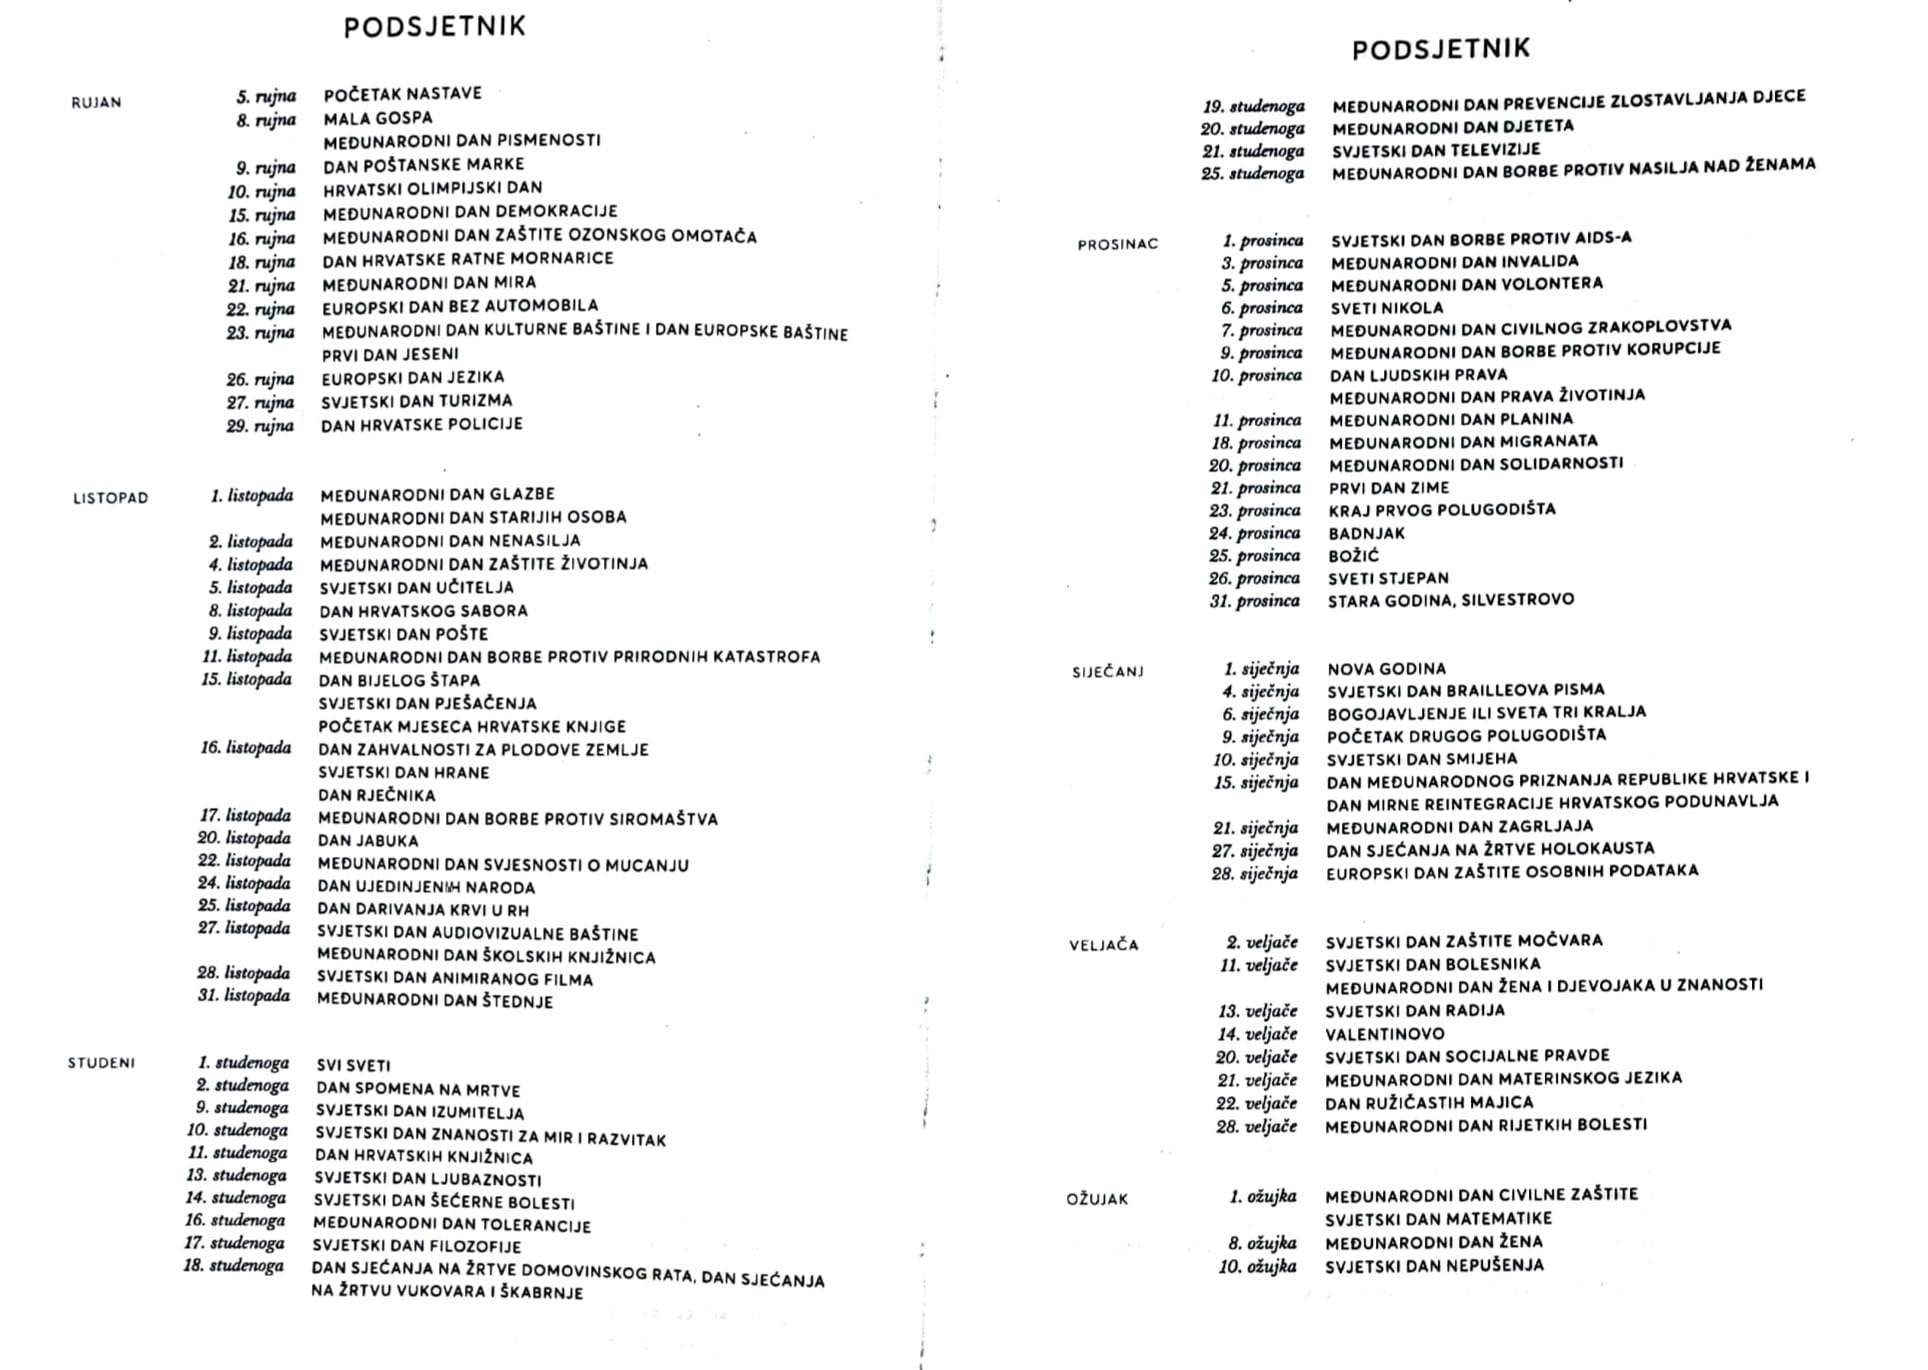 PODSJETNIK
RUJAN 5. rujna POČETAK NASTAVE
8. rujna MALA GOSPA
MEĐUNARODNI DAN PISMENOSTI
9. rujna DAN POŠTANSKE MARKE
10. rujna HRVATSKI OLIMPIJSKI DAN
15. rujna MEĐUNARODNI DAN DEMOKRACIJE
16. rujna MEĐUNARODNI DAN ZAŠTITE OZONSKOG OMOTAČA
18. rujna DAN HRVATSKE RATNE MORNARICE
21. rujna MEĐUNARODNI DAN MIRA
22. rujna EUROPSKI DAN BEZ AUTOMOBILA
23. rujna MEĐUNARODNI DAN KULTURNE BAŠTINE I DAN EUROPSKE BAŠTINE
PRVI DAN JESENI
26. rujna EUROPSKI DAN JEZIKA
27. rujna SVJETSKI DAN TURIZMA
29. rujna DAN HRVATSKE POLICIJE
LISTOPAD 1. listopada MEĐUNARODNI DAN GLAZBE
MEĐUNARODNI DAN STARIJIH OSOBA
2. listopada MEĐUNARODNI DAN NENASILJA
4. listopada MEĐUNARODNI DAN ZAŠTITE ŽIVOTINJA
5. listopada SVJETSKI DAN UČITELJA
8. listopada DAN HRVATSKOG SABORA
9. listopada SVJETSKI DAN POŠTE
11. listopada MEĐUNARODNI DAN BORBE PROTIV PRIRODNIH KATASTROFA
15. listopada DAN BIJELOG ŠTAPA
SVJETSKI DAN PJEŠAČENJA
POČETAK MJESECA HRVATSKE KNJIGE
16. listopada DAN ZAHVALNOSTI ZA PLODOVE ZEMLJE
SVJETSKI DAN HRANE
DAN RJEČNIKA
17. listopada MEĐUNARODNI DAN BORBE PROTIV SIROMAŠTVA
20. listopada DAN JABUKA
22. listopada MEĐUNARODNI DAN SVJESNOSTI O MUCANJU
24. listopada DAN UJEDINJENIH NARODA
25. listopada DAN DARIVANJA KRVI U RH
27. listopada SVJETSKI DAN AUDIOVIZUALNE BAŠTINE
MEĐUNARODNI DAN ŠKOLSKIH KNJIŽNICA
28. listopada SVJETSKI DAN ANIMIRANOG FILMA
31. listopada MEĐUNARODNI DAN ŠTEDNJE
STUDENI 1. studenoga SVI SVETI
2. studenoga DAN SPOMENA NA MRTVE
9. studenoga SVJETSKI DAN IZUMITELJA
10. studenoga SVJETSKI DAN ZNANOSTI ZA MIR I RAZVITAK
11. studenoga DAN HRVATSKIH KNJIŽNICA
13. studenoga SVJETSKI DAN LJUBAZNOSTI
14. studenoga SVJETSKI DAN ŠEĆERNE BOLESTI
16. studenoga MEĐUNARODNI DAN TOLERANCIJE
17. studenoga SVJETSKI DAN FILOZOFIJE
18. studenoga DAN SJEĆANJA NA ŽRTVE DOMOVINSKOG RATA, DAN SJEĆANJA
NA ŽRTVU VUKOVARA I ŠKABRNJE
PODSJETNIK
19. studenoga MEĐUNARODNI DAN PREVENCIJE ZLOSTAVLJANJA DJECE
20. studenoga MEĐUNARODNI DAN DJETETA
21. studenoga SVJETSKI DAN TELEVIZIJE
25. studenoga MEĐUNARODNI DAN BORBE PROTIV NASILJA NAD ŽENAMA
PROSINAC 1. prosinca SVJETSKI DAN BORBE PROTIV AIDS-A
3. prosinca MEĐUNARODNI DAN INVALIDA
5. prosinca MEĐUNARODNI DAN VOLONTERA
6. prosinca SVETI NIKOLA
7. prosinca MEĐUNARODNI DAN CIVILNOG ZRAKOPLOVSTVA
9. prosinca MEĐUNARODNI DAN BORBE PROTIV KORUPCIJE
10. prosinca DAN LJUDSKIH PRAVA
MEĐUNARODNI DAN PRAVA ŽIVOTINJA
11. prosinca MEĐUNARODNI DAN PLANINA
18. prosinca MEĐUNARODNI DAN MIGRANATA
20. prosinca MEĐUNARODNI DAN SOLIDARNOSTI
21. prosinca PRVI DAN ZIME
23. prosinca KRAJ PRVOG POLUGODIŠTA
24. prosinca BADNJAK
25. prosinca BOŽIĆ
26. prosinca SVETI STJEPAN
31. prosinca STARA GODINA, SILVESTROVO
SIJEČANJ 1. siječnja NOVA GODINA
4. siječnja SVJETSKI DAN BRAILLEOVA PISMA
6. siječnja BOGOJAVLJENJE ILI SVETA TRI KRALJA
9. siječnja POČETAK DRUGOG POLUGODIŠTA
10. siječnja SVJETSKI DAN SMIJEHA
15. siječnja DAN MEĐUNARODNOG PRIZNANJA REPUBLIKE HRVATSKE I
DAN MIRNE REINTEGRACIJE HRVATSKOG PODUNAVLJA
21. siječnja MEĐUNARODNI DAN ZAGRLJAJA
27. siječnja DAN SJEĆANJA NA ŽRTVE HOLOKAUSTA
28. siječnja EUROPSKI DAN ZAŠTITE OSOBNIH PODATAKA
VELJAČA 2. veljače SVJETSKI DAN ZAŠTITE MOČVARA
11. veljače SVJETSKI DAN BOLESNIKA
MEĐUNARODNI DAN ŽENA I DJEVOJAKA U ZNANOSTI
13. veljače SVJETSKI DAN RADIJA
14. veljače VALENTINOVO
20. veljače SVJETSKI DAN SOCIJALNE PRAVDE
21. veljače MEĐUNARODNI DAN MATERINSKOG JEZIKA
22. veljače DAN RUŽIČASTIH MAJICA
28. veljače MEĐUNARODNI DAN RIJETKIH BOLESTI
OŽUJAK 1. ožujka MEĐUNARODNI DAN CIVILNE ZAŠTITE
SVJETSKI DAN MATEMATIKE
8. ožujka MEĐUNARODNI DAN ŽENA
10. ožujka SVJETSKI DAN NEPUŠENJA